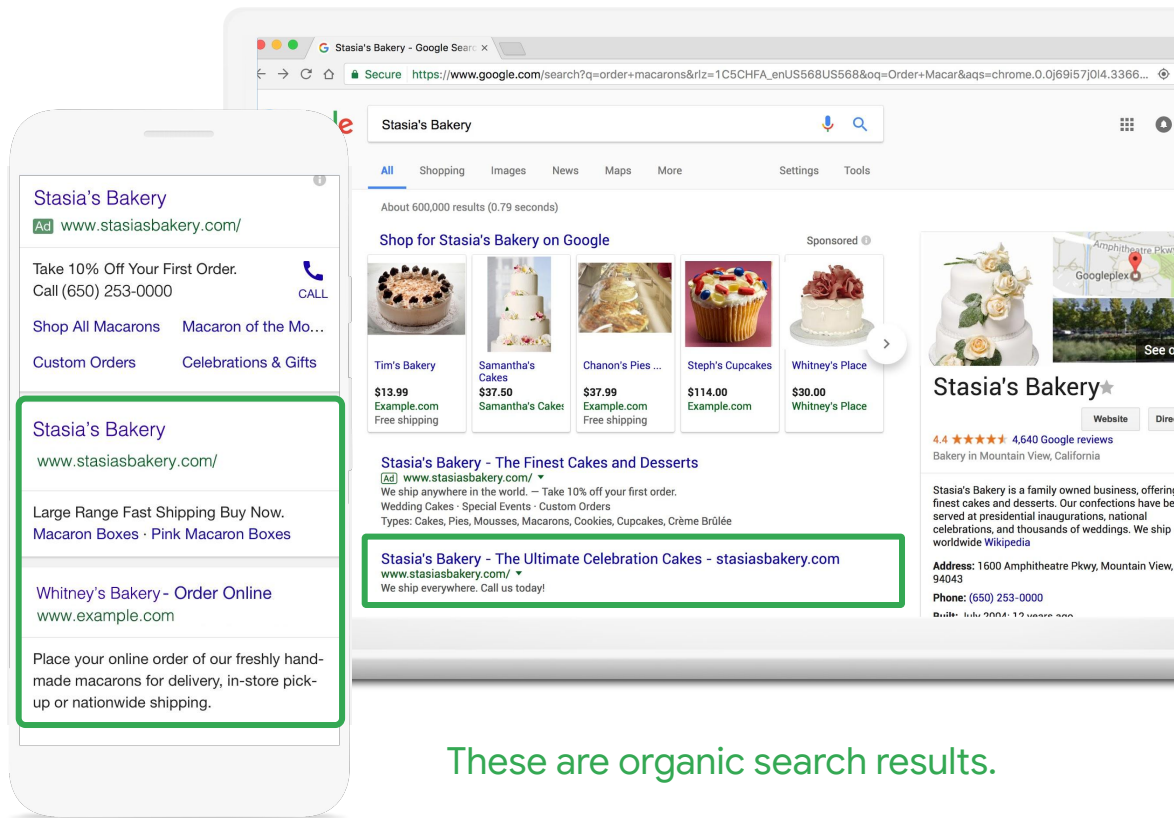 Stasia's Bakery - Google Searc ×
Secure https://www.google.com/search?q=order+macarons&rlz=1C5CHFA_enUS568US568&oq=Order+Macar&aqs=chrome.0.0j69i57j0l4.3366...
le
Stasia's Bakery
All Shopping Images News Maps More Settings Tools
About 600,000 results (0.79 seconds)
Shop for Stasia's Bakery on Google
Sponsored
Tim's Bakery
$13.99
Example.com
Free shipping
Samantha's
Cakes
$37.50
Samantha's Cakes
Chanon's Pies ...
$37.99
Example.com
Free shipping
Steph's Cupcakes
$114.00
Example.com
Whitney's Place
$30.00
Whitney's Place
Stasia's Bakery - The Finest Cakes and Desserts
Ad www.stasiasbakery.com/
We ship anywhere in the world. — Take 10% off your first order.
Wedding Cakes · Special Events · Custom Orders
Types: Cakes, Pies, Mousses, Macarons, Cookies, Cupcakes, Crème Brûlée
Stasia's Bakery - The Ultimate Celebration Cakes - stasiasbakery.com
www.stasiasbakery.com/
We ship everywhere. Call us today!
Amphitheatre Pkwy
Googleplex
See o
Stasia's Bakery
Website Dire
4.4 4,640 Google reviews
Bakery in Mountain View, California
Stasia's Bakery is a family owned business, offering
finest cakes and desserts. Our confections have be
served at presidential inaugurations, national
celebrations, and thousands of weddings. We ship
worldwide Wikipedia
Address: 1600 Amphitheatre Pkwy, Mountain View,
94043
Phone: (650) 253-0000
Built: July 2004; 12 years ago
Stasia's Bakery
Ad www.stasiasbakery.com/
Take 10% Off Your First Order.
Call (650) 253-0000
CALL
Shop All Macarons Macaron of the Mo...
Custom Orders Celebrations & Gifts
Stasia's Bakery
www.stasiasbakery.com/
Large Range Fast Shipping Buy Now.
Macaron Boxes · Pink Macaron Boxes
Whitney's Bakery - Order Online
www.example.com
Place your online order of our freshly hand-
made macarons for delivery, in-store pick-
up or nationwide shipping.
These are organic search results.